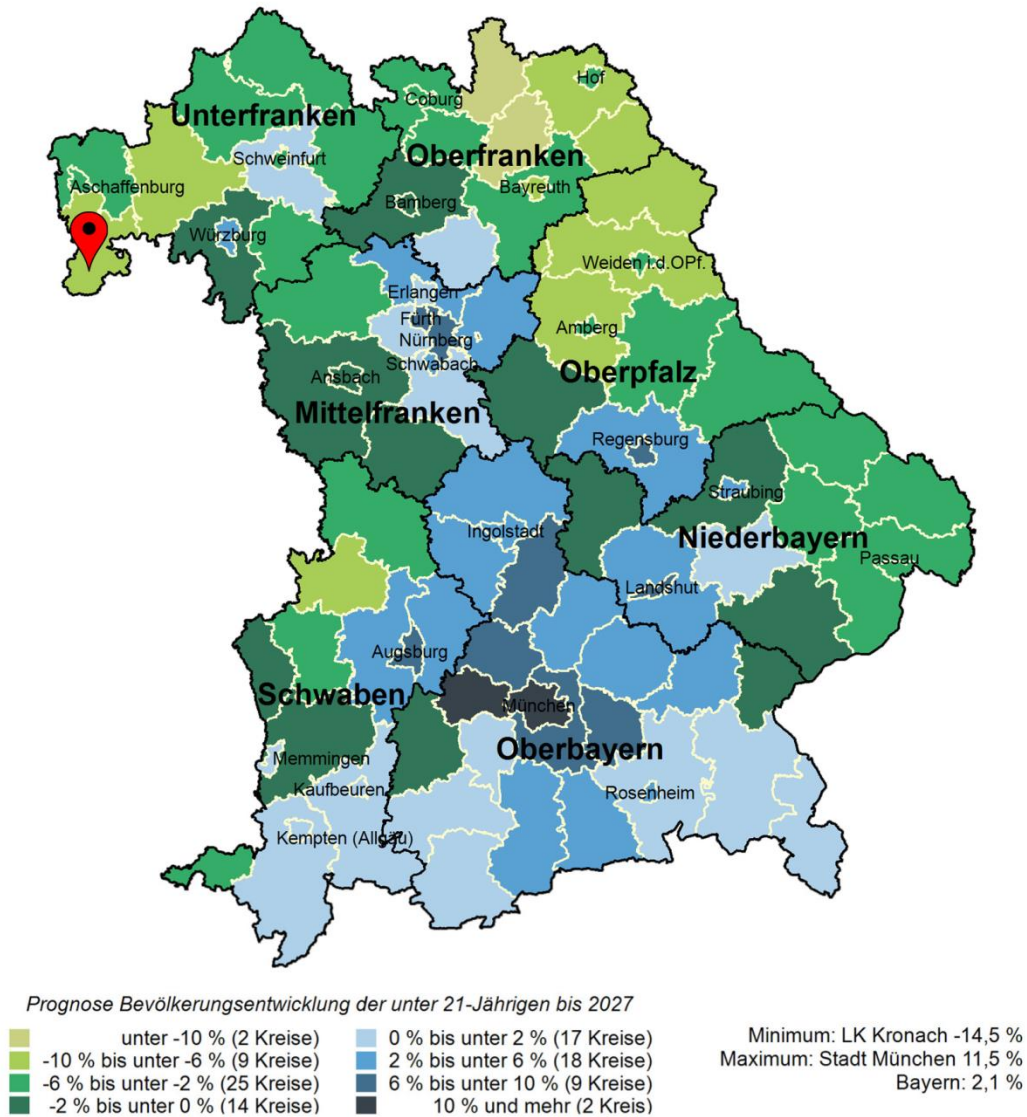 Hof
Coburg
Unterfranken
Oberfranken
Schweinfurt
Aschaffenburg
Bayreuth
Bamberg
Würzburg
Weiden i.d.OPf.
Erlangen
Fürth
Amberg
Nürnberg
Schwabach
Oberpfalz
Ansbach
Mittelfranken
Regensburg
Straubing
Ingolstadt
Niederbayern
Passau
Landshut
Augsburg
Schwaben
München
Oberbayern
Memmingen
Kaufbeuren
Rosenheim
Kempten (Allgäu)
Prognose Bevölkerungsentwicklung der unter 21-Jährigen bis 2027
unter -10 % (2 Kreise)
-10 % bis unter -6 % (9 Kreise)
-6 % bis unter -2 % (25 Kreise)
-2 % bis unter 0 % (14 Kreise)
0 % bis unter 2 % (17 Kreise)
2 % bis unter 6 % (18 Kreise)
6 % bis unter 10 % (9 Kreise)
10 % und mehr (2 Kreis)
Minimum: LK Kronach -14,5 %
Maximum: Stadt München 11,5 %
Bayern: 2,1 %